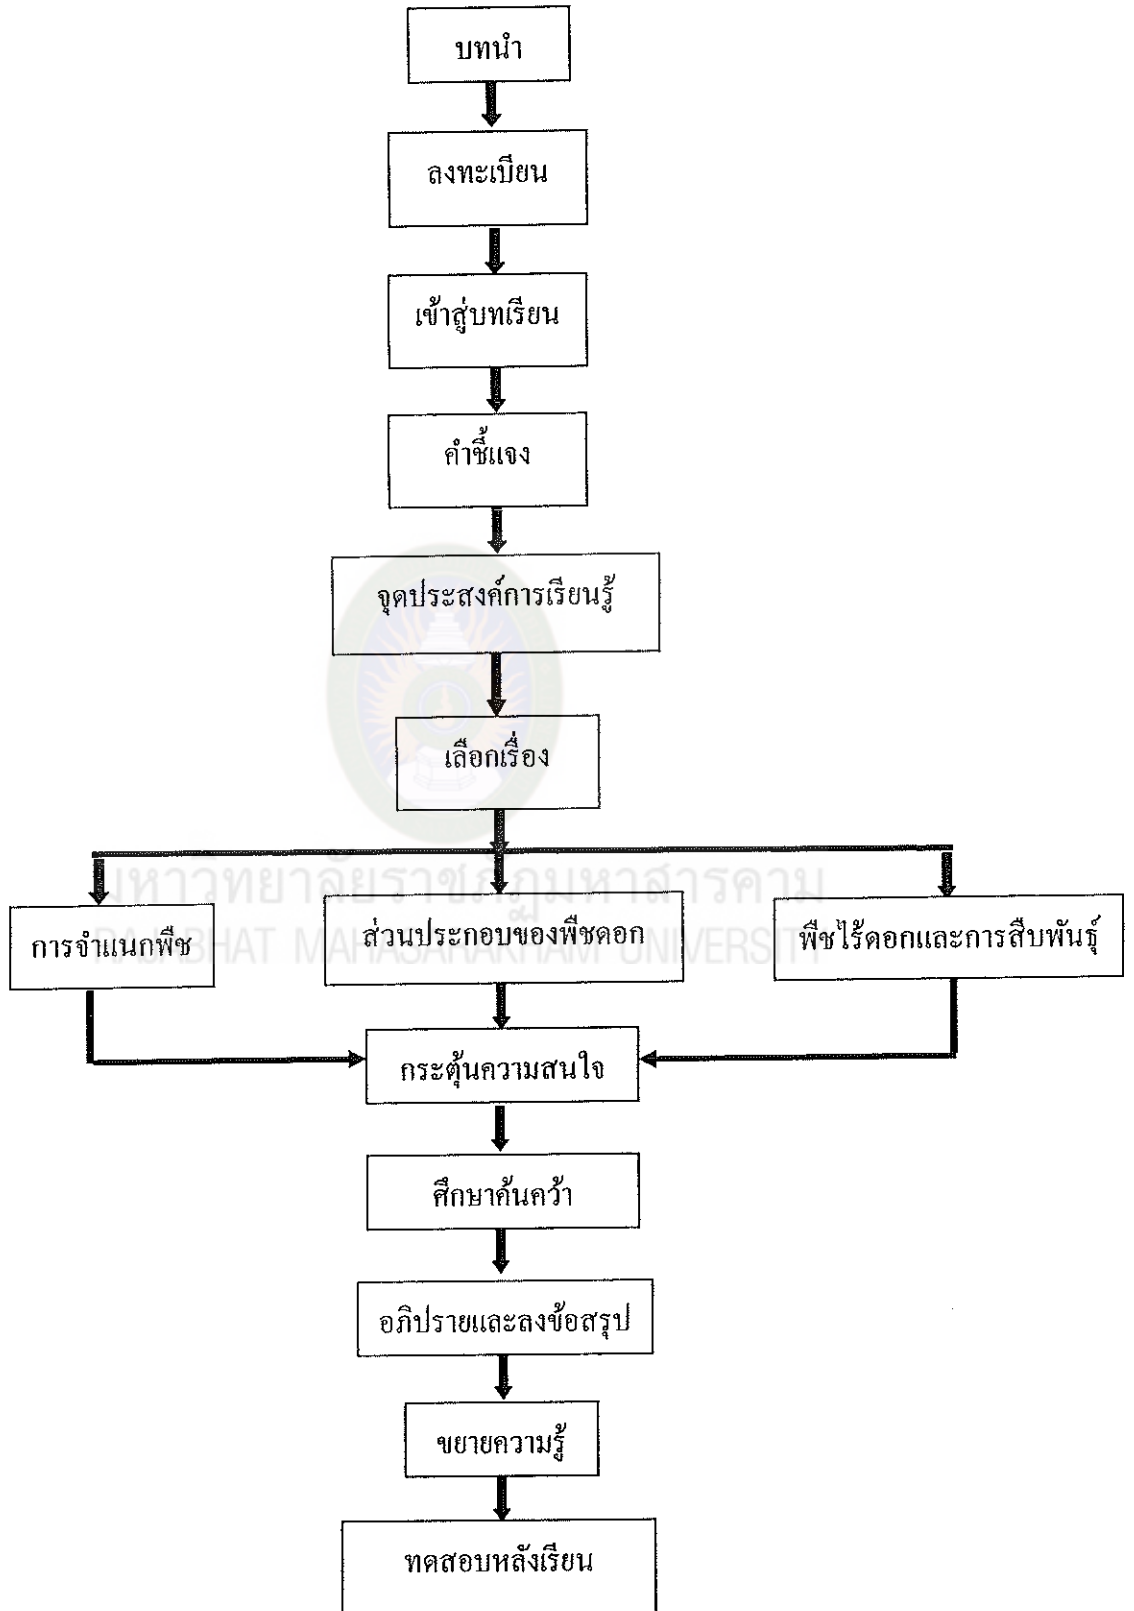 บทนำ
ลงทะเบียน
เข้าสู่บทเรียน
คำชี้แจง
จุดประสงค์การเรียนรู้
เลือกเรื่อง
มหาวิทยาลัยราชภัฏมหาสารคาม
RAJABHAT MAHASARAKHAM UNIVERSITY
การจำแนกพืช
ส่วนประกอบของพืชดอก
พืชไร้ดอกและการสืบพันธุ์
กระตุ้นความสนใจ
ศึกษาค้นคว้า
อภิปรายและลงข้อสรุป
ขยายความรู้
ทดสอบหลังเรียน